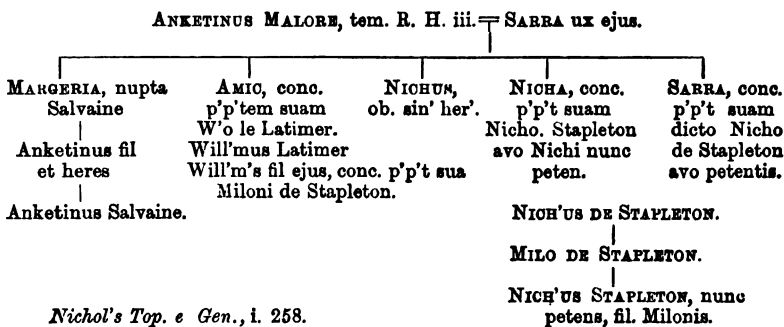 ANKETINUS MALORE, tem. R. H. iii. = SARRA ux ejus.
MARGERIA, nupta
Salvaine
Anketinus fil
et heres
Anketinus Salvaine.
AMIC, conc.
p'p'tem suam
W'o le Latimer.
Will'mus Latimer
Will'm's fil ejus, conc. p'p't sua
Miloni de Stapleton.
NICHUS,
ob. sin' her'.
NICHA, conc.
p'p't suam
Nicho. Stapleton
avo Nichi nunc
peten.
SARRA, conc.
p'p't suam
dicto Nicho
de Stapleton
avo petentis.
NICH'US DE STAPLETON.
MILO DE STAPLETON.
NICH'US STAPLETON, nunc
petens, fil. Milonis.
Nichol's Top. e Gen., i. 258.